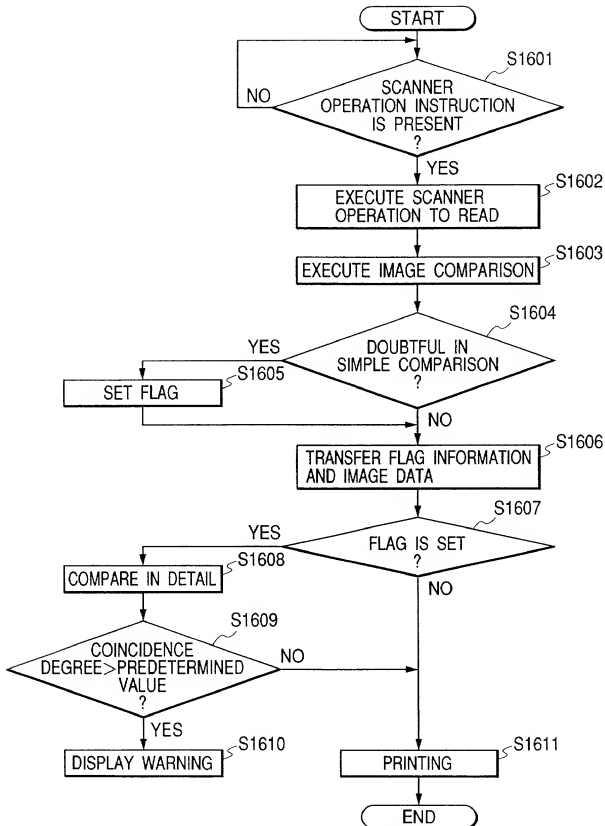 START
S1601
SCANNER
OPERATION INSTRUCTION
IS PRESENT
?
NO
YES
S1602
EXECUTE SCANNER
OPERATION TO READ
S1603
EXECUTE IMAGE COMPARISON
S1604
YES
DOUBTFUL IN
SIMPLE COMPARISON
?
S1605
SET FLAG
NO
S1606
TRANSFER FLAG INFORMATION
AND IMAGE DATA
S1607
YES
FLAG IS SET
?
S1608
COMPARE IN DETAIL
NO
S1609
COINCIDENCE
DEGREE>PREDETERMINED
VALUE
?
NO
YES
S1610
DISPLAY WARNING
S1611
PRINTING
END